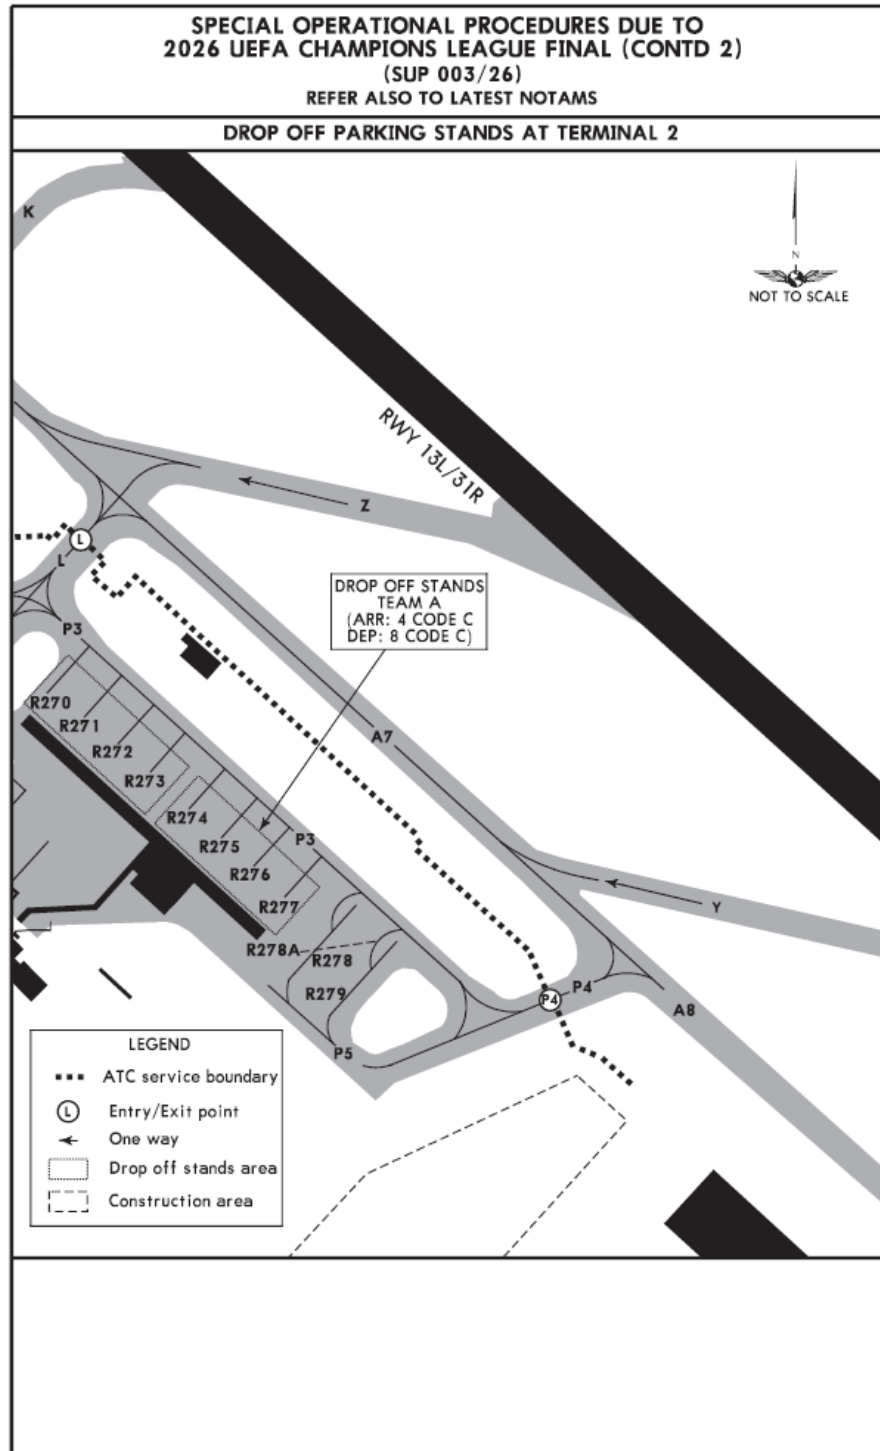 SPECIAL OPERATIONAL PROCEDURES DUE TO
2026 UEFA CHAMPIONS LEAGUE FINAL (CONTD 2)
(SUP 003/26)
REFER ALSO TO LATEST NOTAMS
DROP OFF PARKING STANDS AT TERMINAL 2
K
N
NOT TO SCALE
RWY 13L/31R
Z
L
L
DROP OFF STANDS
TEAM A
(ARR: 4 CODE C
DEP: 8 CODE C)
P3
R270
R271
R272
R273
A7
R274
R275
P3
R276
R277
Y
R278A
R278
R279
P4
P4
A8
P5
LEGEND
ATC service boundary
L Entry/Exit point
One way
Drop off stands area
Construction area